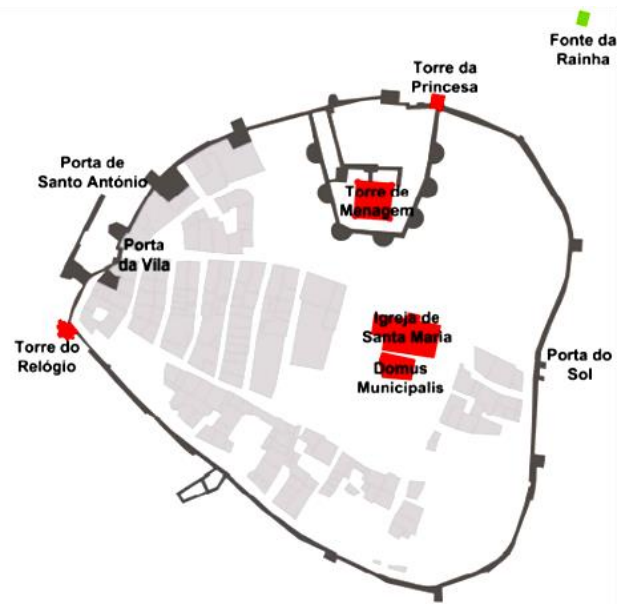 Fonte da
Rainha
Torre da
Princesa
Porta de
Santo António
Torre de
Menagem
Porta
da Vila
Igreja de
Santa Maria
Torre do
Relógio
Domus
Municipalis
Porta do
Sol